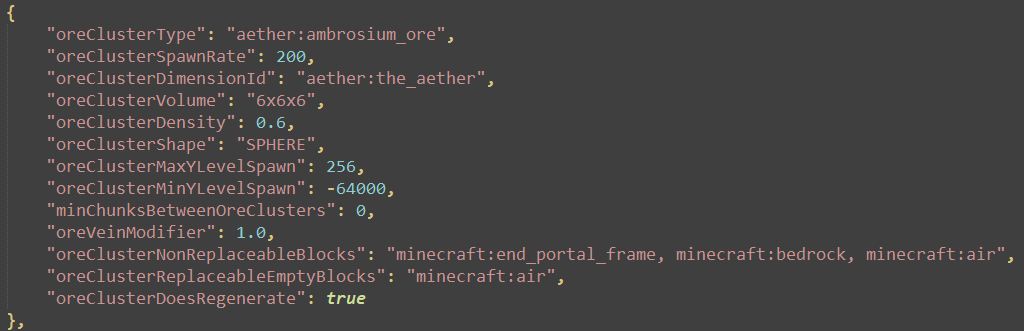 {
"oreClusterType": "aether:ambrosium_ore",
"oreClusterSpawnRate": 200,
"oreClusterDimensionId": "aether:the_aether",
"oreClusterVolume": "6x6x6",
"oreClusterDensity": 0.6,
"oreClusterShape": "SPHERE",
"oreClusterMaxYLevelSpawn": 256,
"oreClusterMinYLevelSpawn": -64000,
"minChunksBetweenOreClusters": 0,
"oreVeinModifier": 1.0,
"oreClusterNonReplaceableBlocks": "minecraft:end_portal_frame, minecraft:bedrock, minecraft:air",
"oreClusterReplaceableEmptyBlocks": "minecraft:air",
"oreClusterDoesRegenerate": true
},